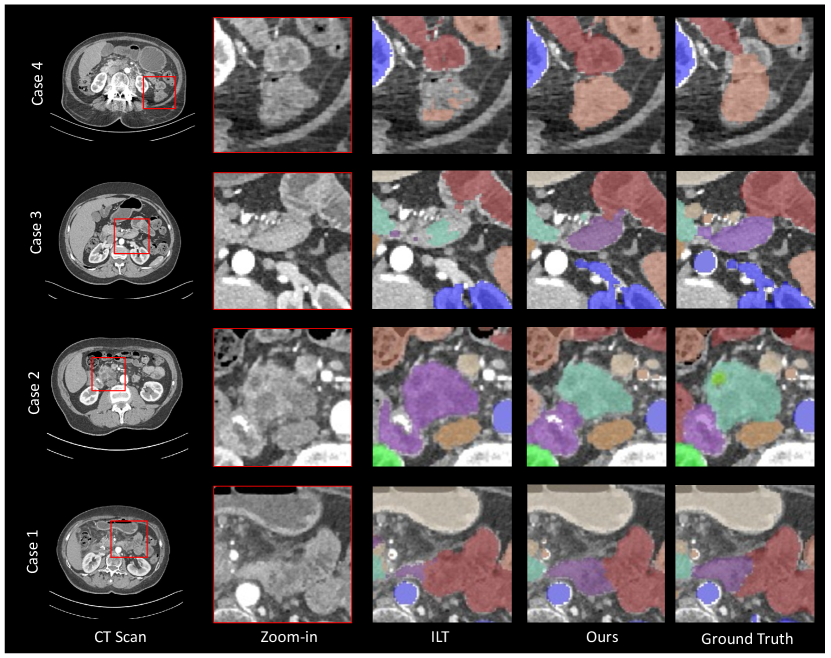 Case 4
Case 3
Case 2
Case 1
CT Scan
Zoom-in
ILT
Ours
Ground Truth